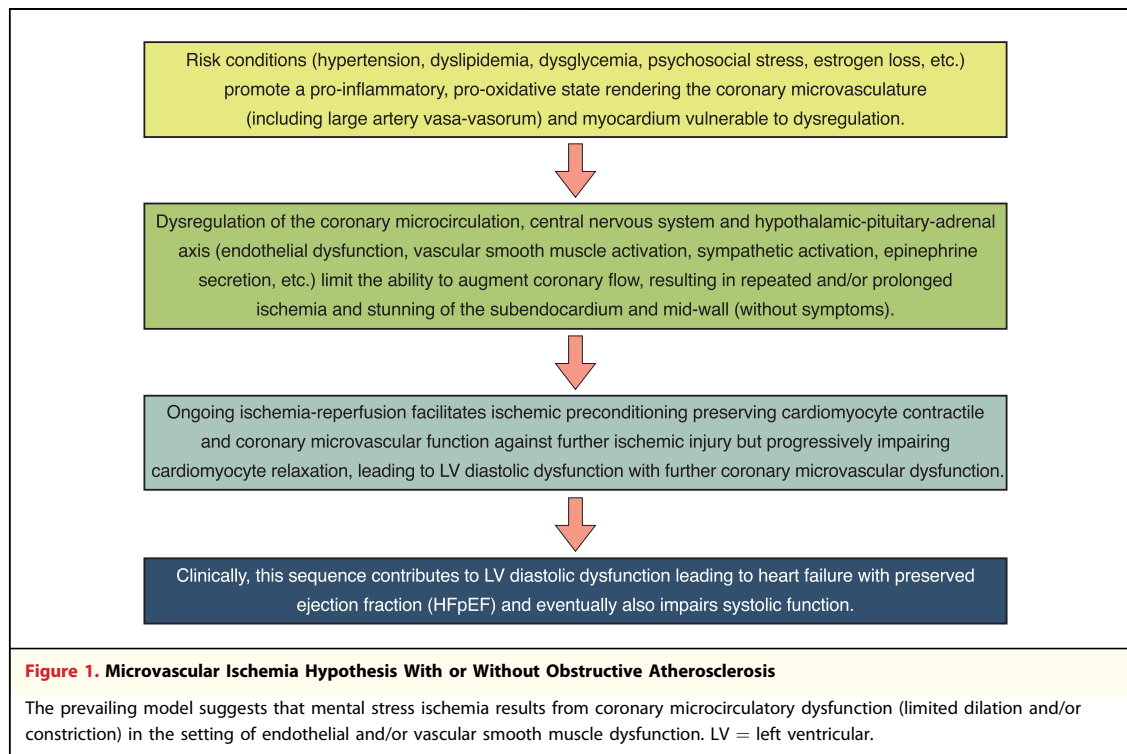 Risk conditions (hypertension, dyslipidemia, dysglycemia, psychosocial stress, estrogen loss, etc.)
promote a pro-inflammatory, pro-oxidative state rendering the coronary microvasculature
(including large artery vasa-vasorum) and myocardium vulnerable to dysregulation.
Dysregulation of the coronary microcirculation, central nervous system and hypothalamic-pituitary-adrenal
axis (endothelial dysfunction, vascular smooth muscle activation, sympathetic activation, epinephrine
secretion, etc.) limit the ability to augment coronary flow, resulting in repeated and/or prolonged
ischemia and stunning of the subendocardium and mid-wall (without symptoms).
Ongoing ischemia-reperfusion facilitates ischemic preconditioning preserving cardiomyocyte contractile
and coronary microvascular function against further ischemic injury but progressively impairing
cardiomyocyte relaxation, leading to LV diastolic dysfunction with further coronary microvascular dysfunction.
Clinically, this sequence contributes to LV diastolic dysfunction leading to heart failure with preserved
ejection fraction (HFpEF) and eventually also impairs systolic function.
Figure 1. Microvascular Ischemia Hypothesis With or Without Obstructive Atherosclerosis
The prevailing model suggests that mental stress ischemia results from coronary microcirculatory dysfunction (limited dilation and/or
constriction) in the setting of endothelial and/or vascular smooth muscle dysfunction. LV = left ventricular.